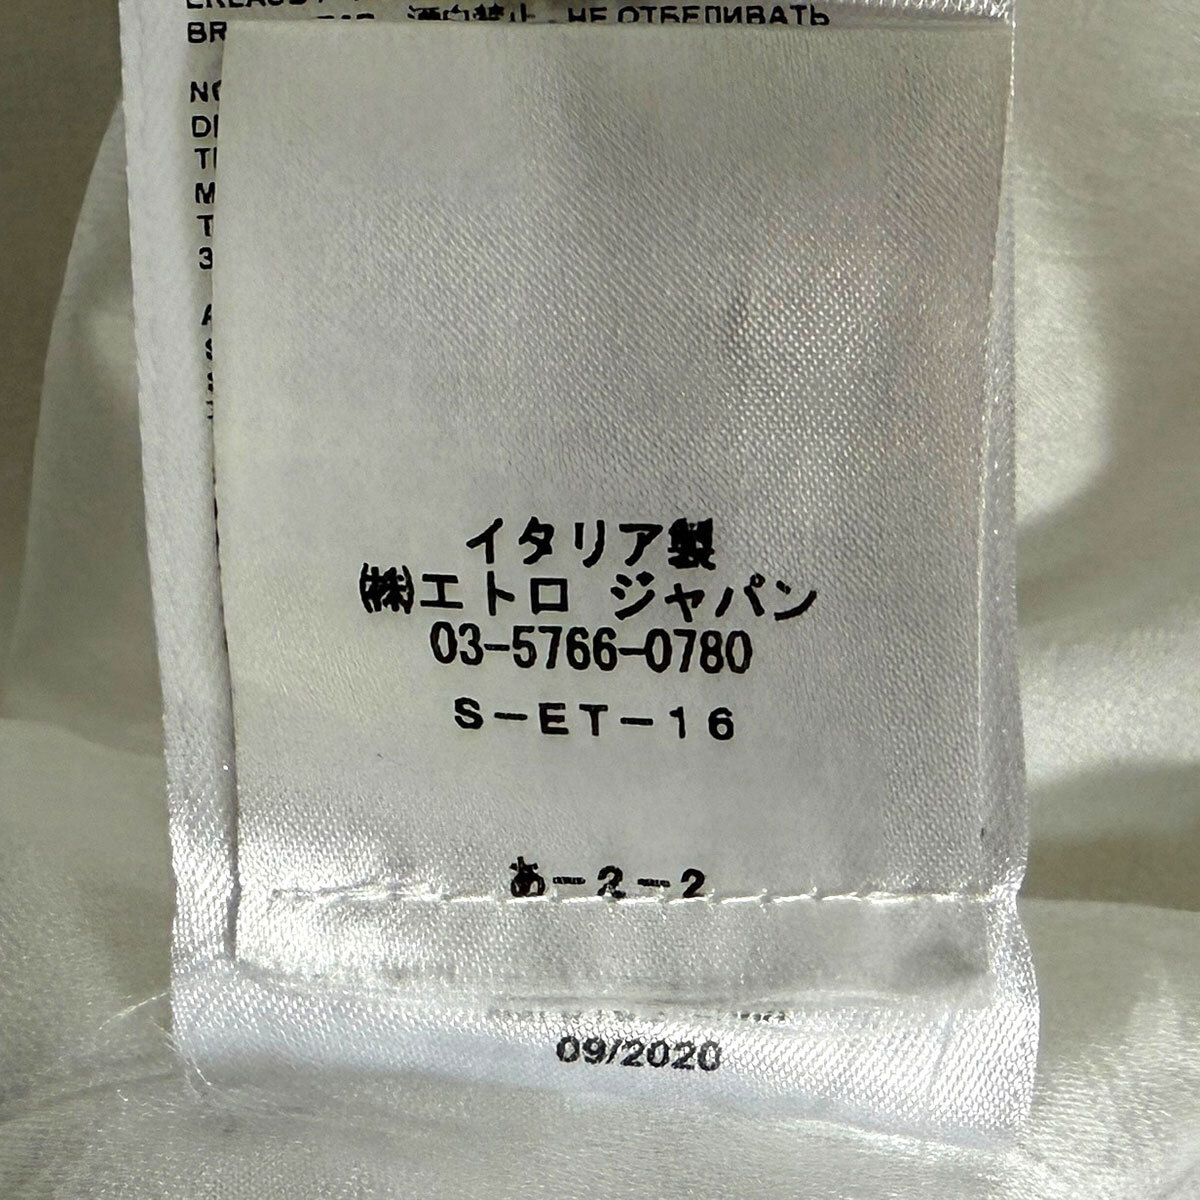 漂白禁止 . НЕ ОТБЕЛИВАТЬ
BR
イタリア製
㈱エトロ ジャパン
03-5766-0780
S-ET-16
あ-2-2
09/2020